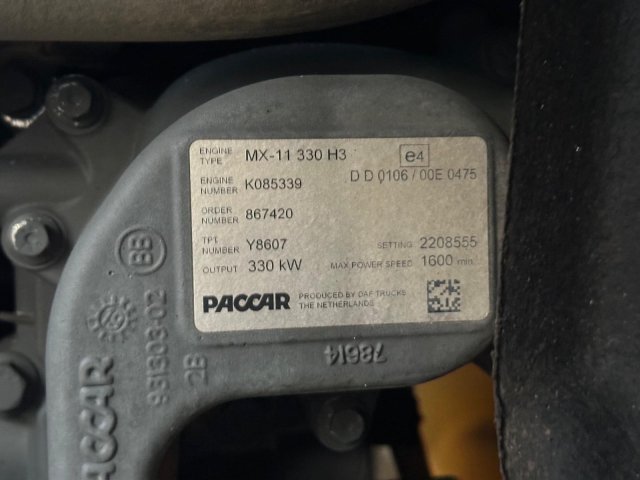 ENGINE TYPE MX-11 330 H3 e4
ENGINE NUMBER K085339 D D 0106 / 00E 0475
ORDER NUMBER 867420
TPT NUMBER Y8607 SETTING 2208555
OUTPUT 330 kW MAX POWER SPEED 1600 min
PACCAR PRODUCED BY DAF TRUCKS
THE NETHERLANDS
78614
BB
931303-02
2B
PACCAR